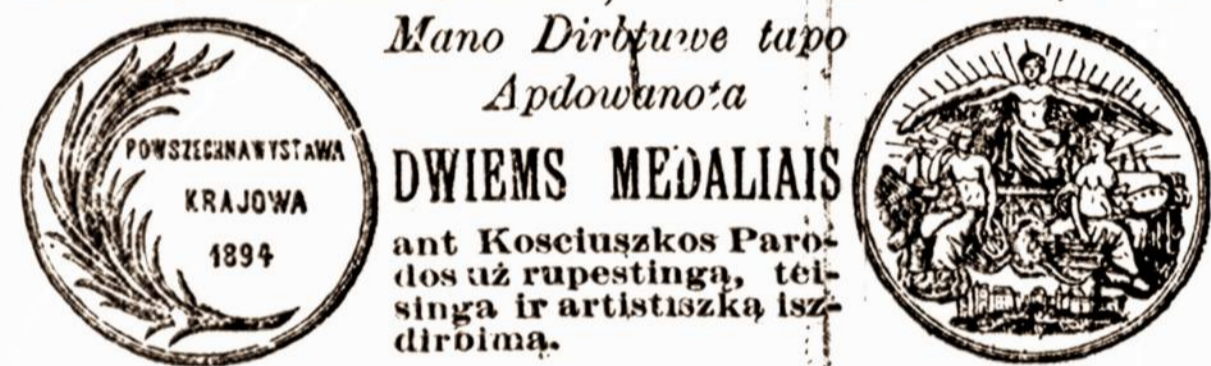 POWSZECHNA WYSTAWA
KRAJOWA
1894
Mano Dirbtuwe tapo
Apdowanota
DWIEMS MEDALIAIS
ant Kosciuszkos Paro-
dos už rupestingą, tei-
singa ir artistiszką isz-
dirbimą.